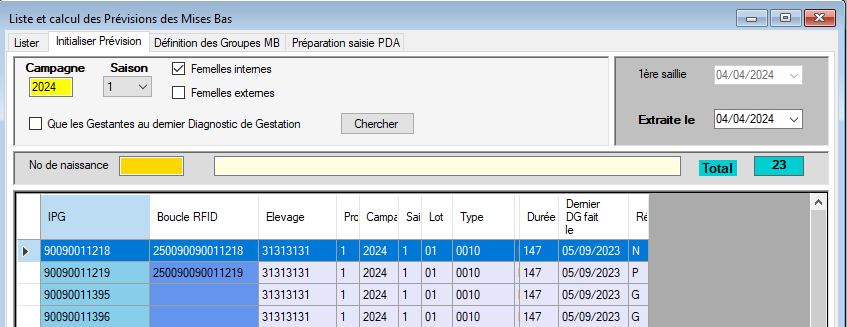 Liste et calcul des Prévisions des Mises Bas
Lister Initialiser Prévision Définition des Groupes MB Préparation saisie PDA
Campagne Saison Femelles internes
2024 1
Femelles externes
Que les Gestantes au dernier Diagnostic de Gestation Chercher
1ère saillie 04/04/2024
Extraite le 04/04/2024
No de naissance Total 23
IPG Boucle RFID Elevage Pro Campa Sai Lot Type Durée Dernier DG fait le Ré
90090011218 250090090011218 31313131 1 2024 1 01 0010 147 05/09/2023 N
90090011219 250090090011219 31313131 1 2024 1 01 0010 147 05/09/2023 P
90090011395 31313131 1 2024 1 01 0010 147 05/09/2023 G
90090011396 31313131 1 2024 1 01 0010 147 05/09/2023 G